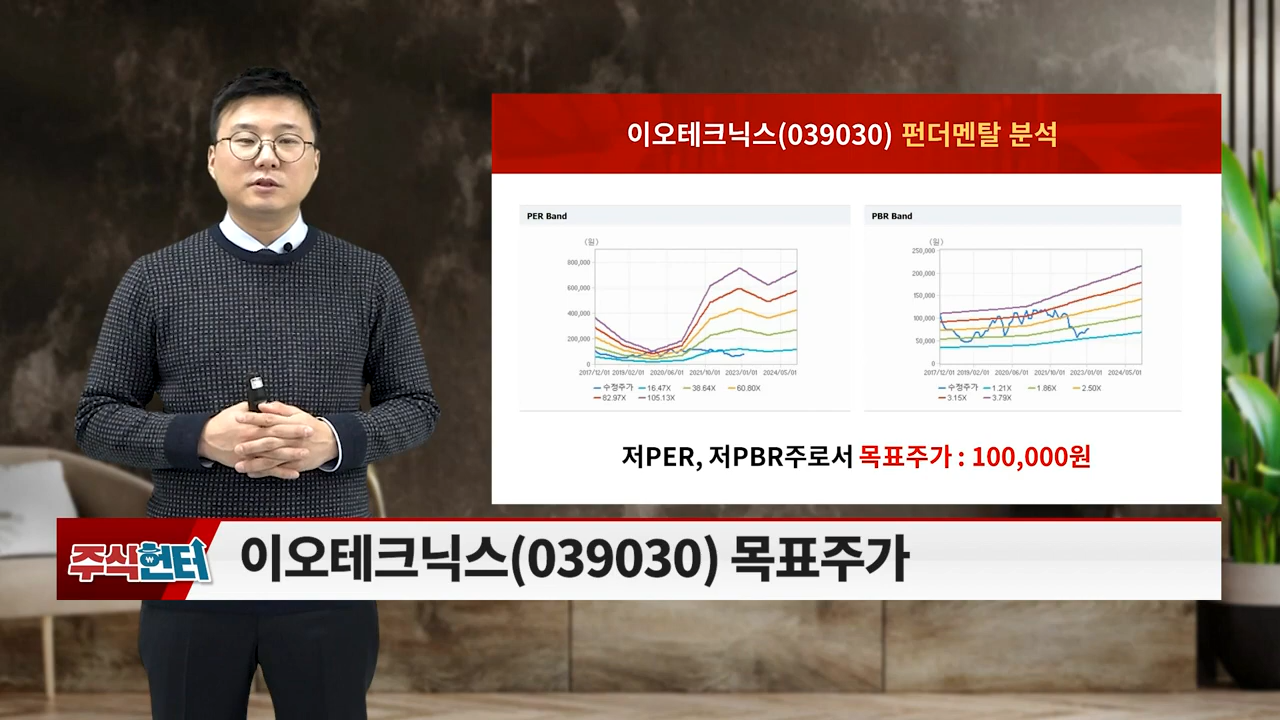 이오테크닉스(039030) 펀더멘탈 분석
PER Band
(원)
800,000
600,000
400,000
200,000
0
2017/12/01 2019/02/01 2020/06/01 2021/10/01 2023/01/01 2024/05/01
수정주가 16.47X 38.64X 60.80X
82.97X 105.13X
PBR Band
(원)
250,000
200,000
150,000
100,000
50,000
0
2017/12/01 2019/02/01 2020/06/01 2021/10/01 2023/01/01 2024/05/01
수정주가 1.21X 1.86X 2.50X
3.15X 3.79X
저PER, 저PBR주로서 목표주가 : 100,000원
주식헌터
이오테크닉스(039030) 목표주가